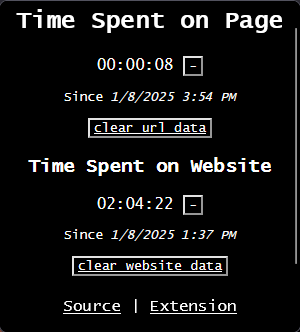 Time Spent on Page
00:00:08 -
Since 1/8/2025 3:54 PM
clear url data
Time Spent on Website
02:04:22 -
Since 1/8/2025 1:37 PM
clear website data
Source | Extension